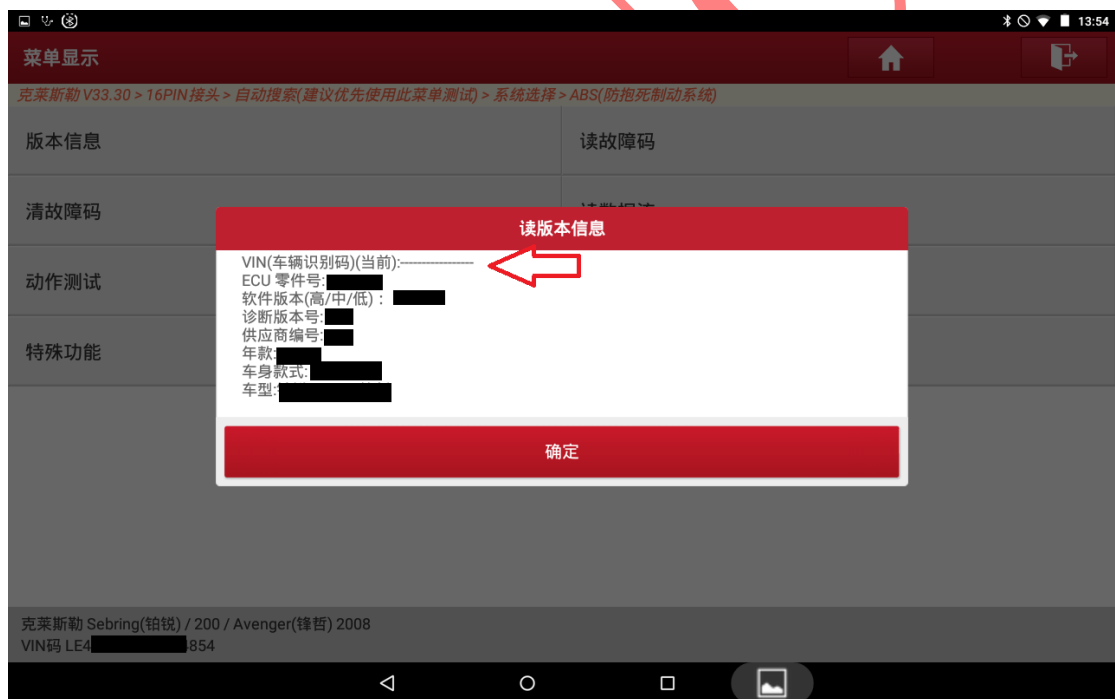 13:54
菜单显示
克莱斯勒 V33.30 > 16PIN接头 > 自动搜索(建议优先使用此菜单测试) > 系统选择 > ABS(防抱死制动系统)
版本信息
读故障码
清故障码
读版本信息
VIN(车辆识别码)(当前):-----------------
ECU 零件号:
软件版本(高/中/低) :
诊断版本号:
供应商编号:
年款:
车身款式:
车型:
动作测试
特殊功能
确定
克莱斯勒 Sebring(铂锐) / 200 / Avenger(锋哲) 2008
VIN码 LE4 854